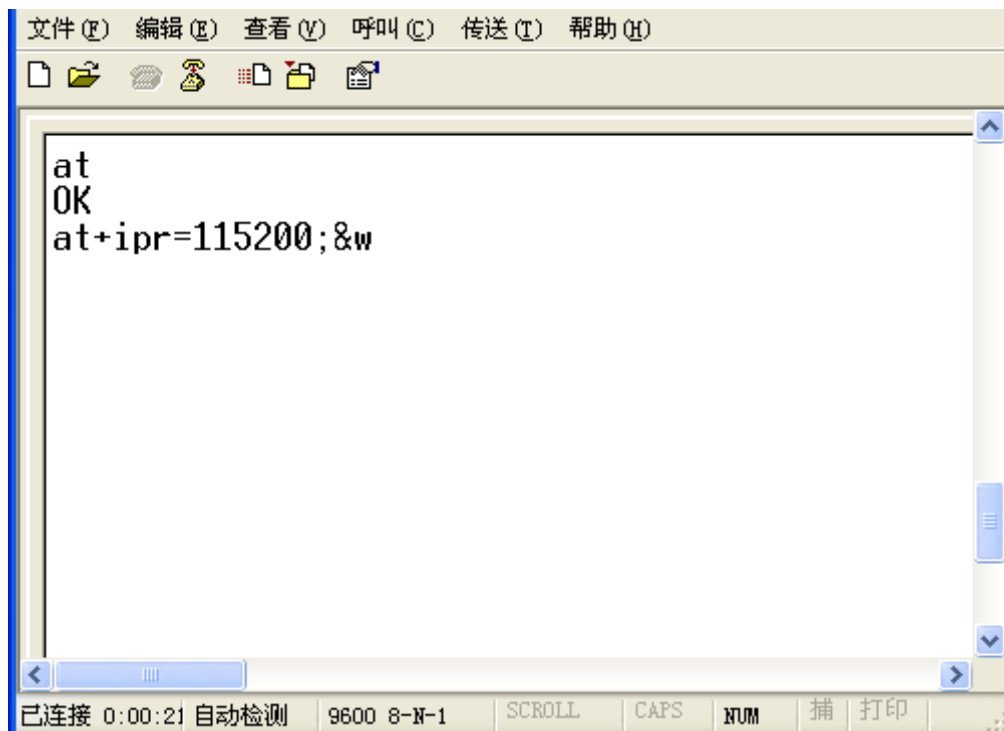 文件(F) 编辑(E) 查看(V) 呼叫(C) 传送(T) 帮助(H)
at
OK
at+ipr=115200;&w
已连接 0:00:21 自动检测 9600 8-N-1 SCROLL CAPS NUM 捕 打印